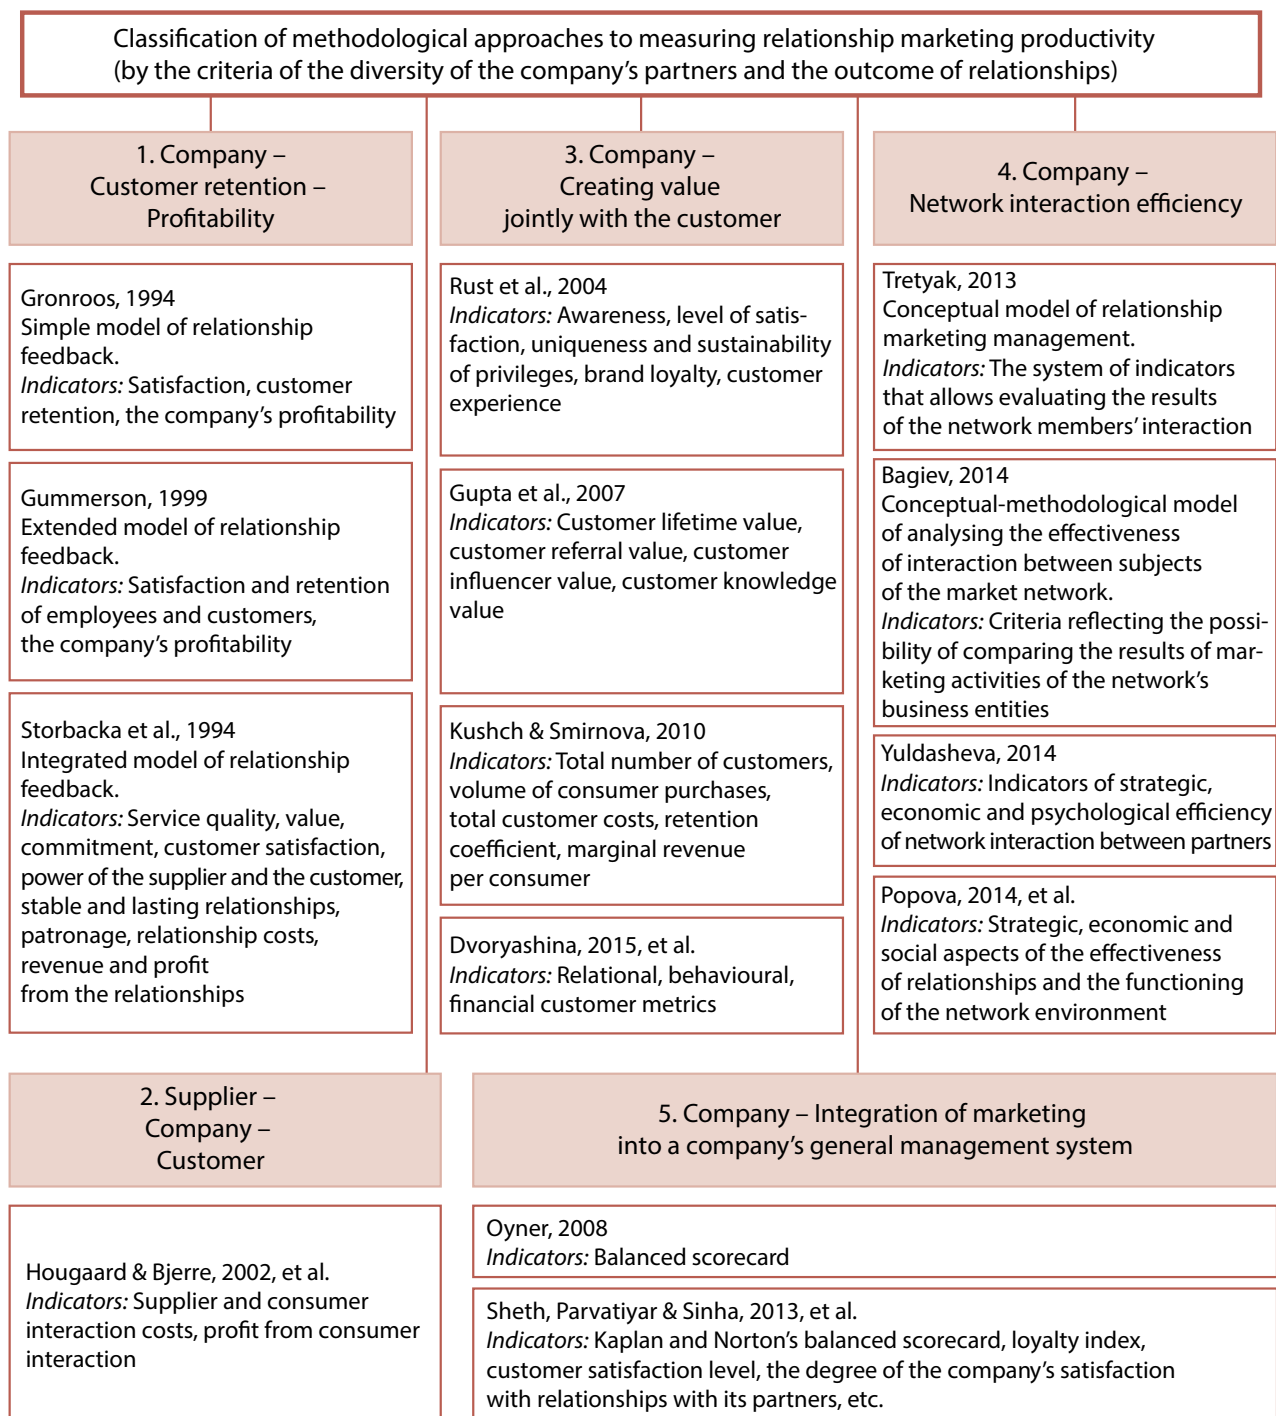 Classification of methodological approaches to measuring relationship marketing productivity
(by the criteria of the diversity of the company’s partners and the outcome of relationships)
1. Company –
Customer retention –
Profitability
Gronroos, 1994
Simple model of relationship
feedback.
Indicators: Satisfaction, customer
retention, the company’s profitability
Gummerson, 1999
Extended model of relationship
feedback.
Indicators: Satisfaction and retention
of employees and customers,
the company’s profitability
Storbacka et al., 1994
Integrated model of relationship
feedback.
Indicators: Service quality, value,
commitment, customer satisfaction,
power of the supplier and the customer,
stable and lasting relationships,
patronage, relationship costs,
revenue and profit
from the relationships
3. Company –
Creating value
jointly with the customer
Rust et al., 2004
Indicators: Awareness, level of satis-
faction, uniqueness and sustainability
of privileges, brand loyalty, customer
experience
Gupta et al., 2007
Indicators: Customer lifetime value,
customer referral value, customer
influencer value, customer knowledge
value
Kushch & Smirnova, 2010
Indicators: Total number of customers,
volume of consumer purchases,
total customer costs, retention
coefficient, marginal revenue
per consumer
Dvoryashina, 2015, et al.
Indicators: Relational, behavioural,
financial customer metrics
4. Company –
Network interaction efficiency
Tretyak, 2013
Conceptual model of relationship
marketing management.
Indicators: The system of indicators
that allows evaluating the results
of the network members’ interaction
Bagiev, 2014
Conceptual-methodological model
of analysing the effectiveness
of interaction between subjects
of the market network.
Indicators: Criteria reflecting the possi-
bility of comparing the results of mar-
keting activities of the network’s
business entities
Yuldasheva, 2014
Indicators: Indicators of strategic,
economic and psychological efficiency
of network interaction between partners
Popova, 2014, et al.
Indicators: Strategic, economic and
social aspects of the effectiveness
of relationships and the functioning
of the network environment
2. Supplier –
Company –
Customer
Hougaard & Bjerre, 2002, et al.
Indicators: Supplier and consumer
interaction costs, profit from consumer
interaction
5. Company – Integration of marketing
into a company’s general management system
Oyner, 2008
Indicators: Balanced scorecard
Sheth, Parvatiyar & Sinha, 2013, et al.
Indicators: Kaplan and Norton’s balanced scorecard, loyalty index,
customer satisfaction level, the degree of the company’s satisfaction
with relationships with its partners, etc.